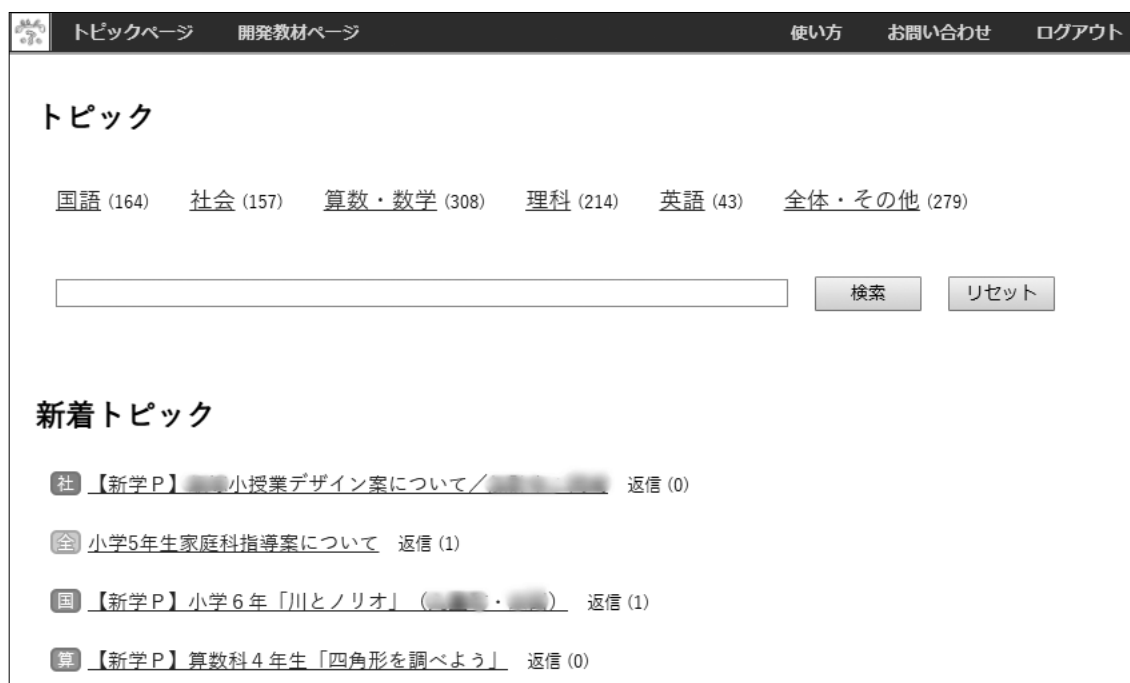 トピックページ 開発教材ページ 使い方 お問い合わせ ログアウト
トピック
国語 (164) 社会 (157) 算数・数学 (308) 理科 (214) 英語 (43) 全体・その他 (279)
検索 リセット
新着トピック
社 【新学P】小授業デザイン案について／ 返信 (0)
全 小学5年生家庭科指導案について 返信 (1)
国 【新学P】小学６年「川とノリオ」（・） 返信 (1)
算 【新学P】算数科４年生「四角形を調べよう」 返信 (0)